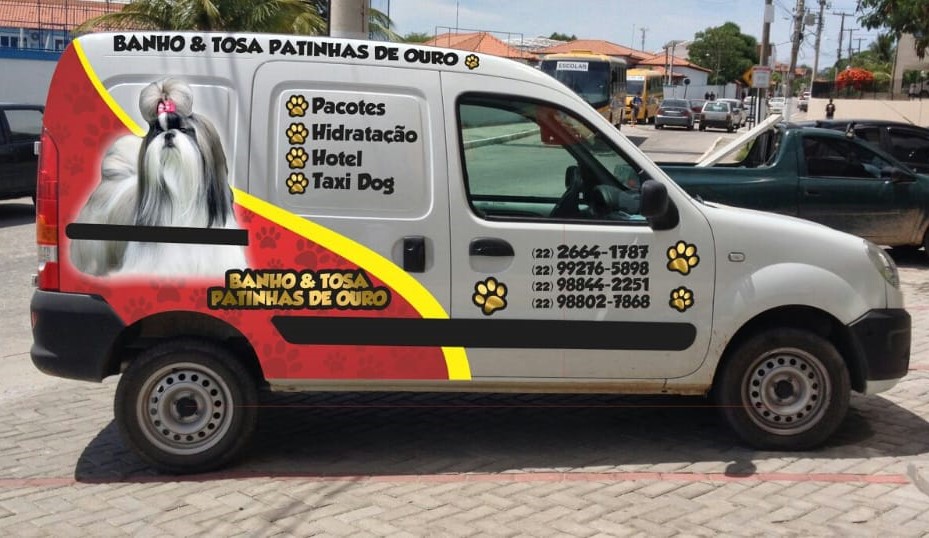 BANHO & TOSA PATINHAS DE OURO
ESCOLAR
Pacotes
Hidratação
Hotel
Taxi Dog
(22) 2664-1787
(22) 99276-5898
(22) 98844-2251
(22) 98802-7868
BANHO & TOSA
PATINHAS DE OURO